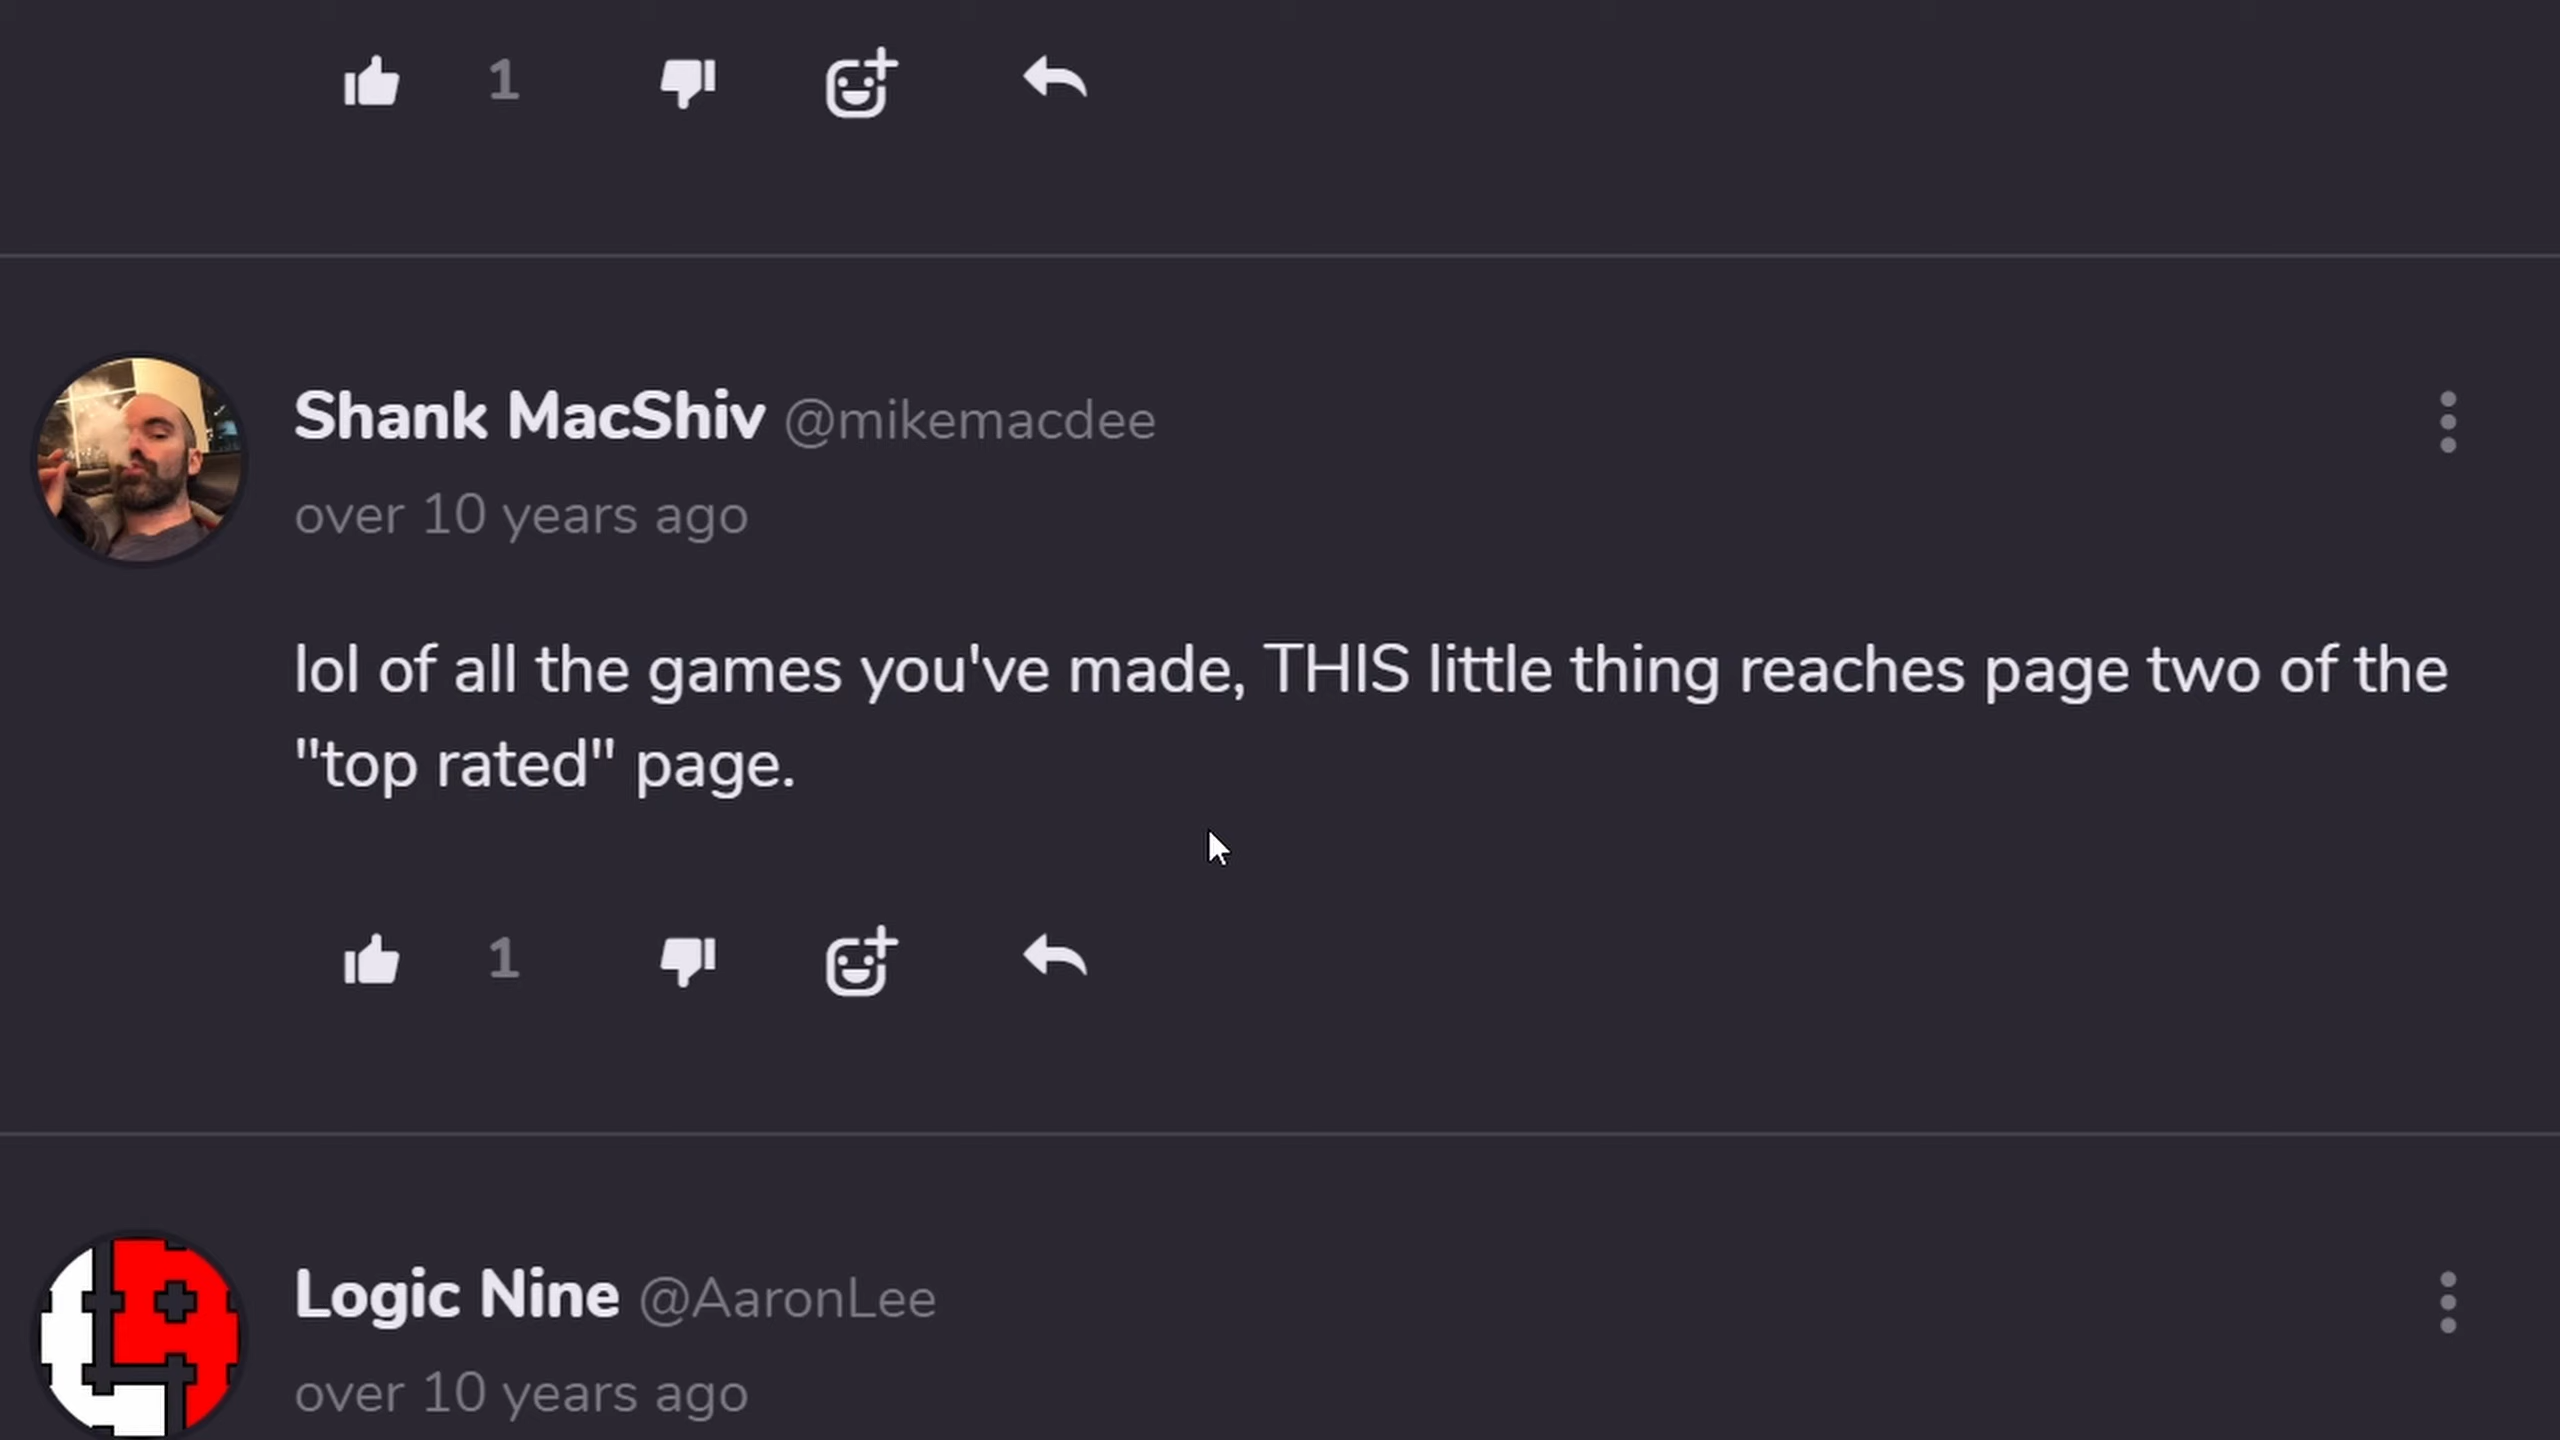 1
Shank MacShiv @mikemacdee
over 10 years ago
lol of all the games you've made, THIS little thing reaches page two of the
"top rated" page.
1
Logic Nine @AaronLee
over 10 years ago